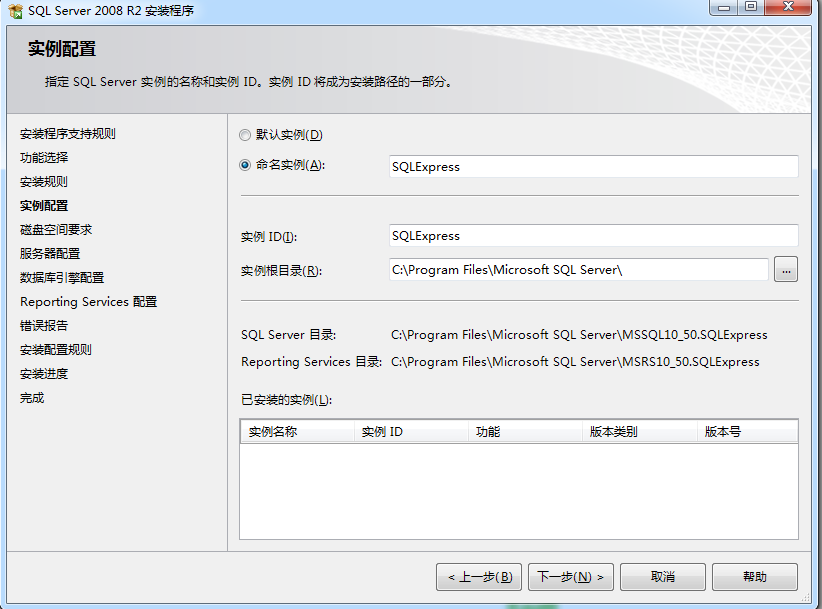 SQL Server 2008 R2 安装程序
实例配置
指定 SQL Server 实例的名称和实例 ID。实例 ID 将成为安装路径的一部分。
安装程序支持规则
功能选择
安装规则
实例配置
磁盘空间要求
服务器配置
数据库引擎配置
Reporting Services 配置
错误报告
安装配置规则
安装进度
完成
默认实例(D)
命名实例(A): SQLExpress
实例 ID(I): SQLExpress
实例根目录(R): C:\Program Files\Microsoft SQL Server\ ...
SQL Server 目录: C:\Program Files\Microsoft SQL Server\MSSQL10_50.SQLExpress
Reporting Services 目录: C:\Program Files\Microsoft SQL Server\MSRS10_50.SQLExpress
已安装的实例(L):
实例名称 实例 ID 功能 版本类别 版本号
< 上一步(B) 下一步(N) > 取消 帮助